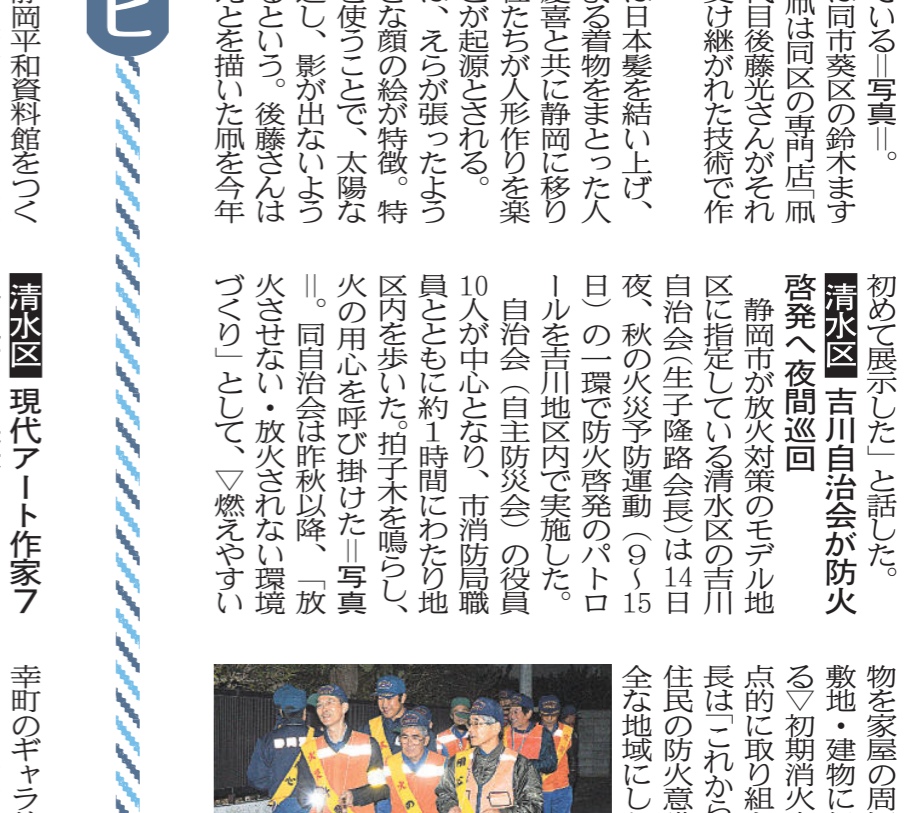 ている＝写真＝。
は同市葵区の鈴木ます
凧は同区の専門店「凧
代目後藤光さんがそれ
受け継がれた技術で作
は日本髪を結い上げ、
よる着物をまとった人
慶喜と共に静岡に移り
仕たちが人形作りを楽
とが起源とされる。
は、えらが張ったよう
とな顔の絵が特徴。特
と使うことで、太陽な
過し、影が出ないよう
るという。後藤さんは
んとを描いた凧を今年
初めて展示した」と話した。
清水区 吉川自治会が防火
啓発へ夜間巡回
静岡市が放火対策のモデル地
区に指定している清水区の吉川
自治会（生子隆路会長）は14日
夜、秋の火災予防運動（９〜15
日）の一環で防火啓発のパトロ
ールを吉川地区内で実施した。
自治会（自主防災会）の役員
10人が中心となり、市消防局職
員とともに約１時間にわたり地
区内を歩いた。拍子木を鳴らし、
火の用心を呼び掛けた＝写真
＝。同自治会は昨秋以降、「放
火させない・放火されない環境
づくり」として、▽燃えやすい
物を家屋の周
敷地・建物に
る▽初期消火
点的に取り組
長は「これから
住民の防火意
全な地域にし
ピ
静岡平和資料館をつく
清水区 現代アート作家７
幸町のギャラ